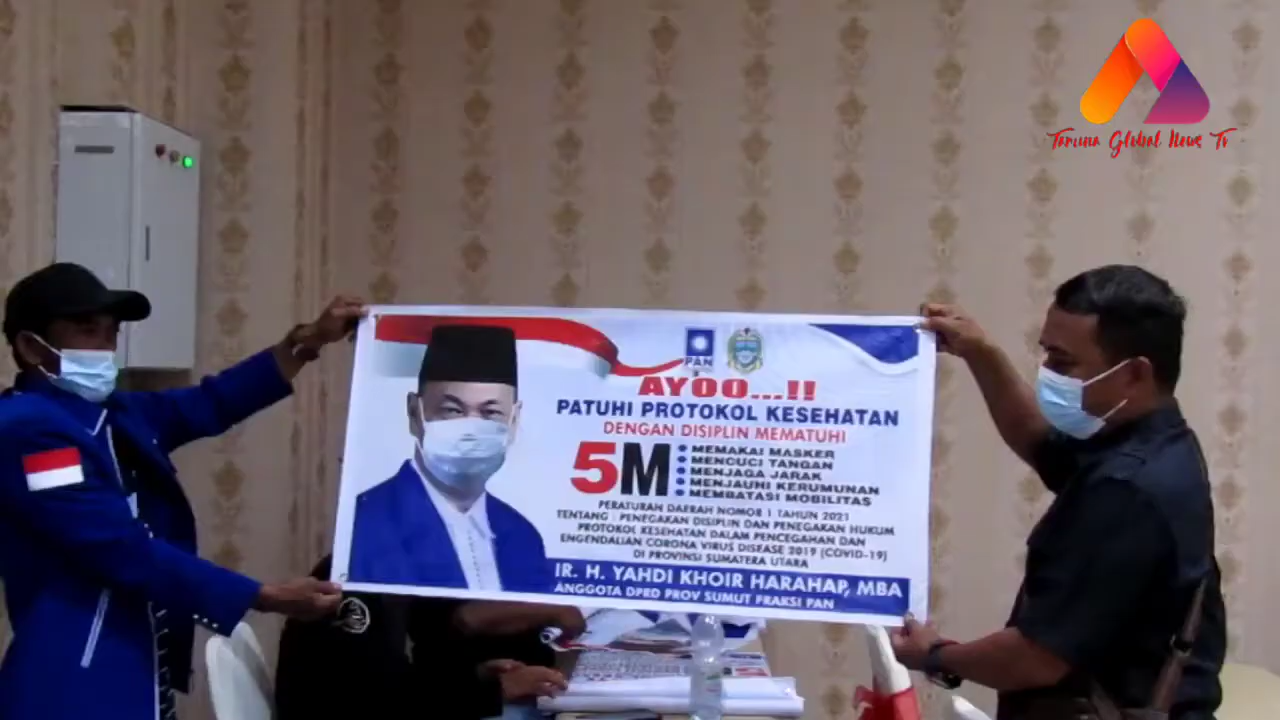 Taruna Global News Tv
PAN
AYOO...!!
PATUHI PROTOKOL KESEHATAN
DENGAN DISIPLIN MEMATUHI
5M
MEMAKAI MASKER
MENCUCI TANGAN
MENJAGA JARAK
MENJAUHI KERUMUNAN
MEMBATASI MOBILITAS
PERATURAN DAERAH NOMOR 1 TAHUN 2021
TENTANG : PENEGAKAN DISIPLIN DAN PENEGAKAN HUKUM
PROTOKOL KESEHATAN DALAM PENCEGAHAN DAN
ENGENDALIAN CORONA VIRUS DISEASE 2019 (COVID-19)
DI PROVINSI SUMATERA UTARA
IR. H. YAHDI KHOIR HARAHAP, MBA
ANGGOTA DPRD PROV SUMUT FRAKSI PAN